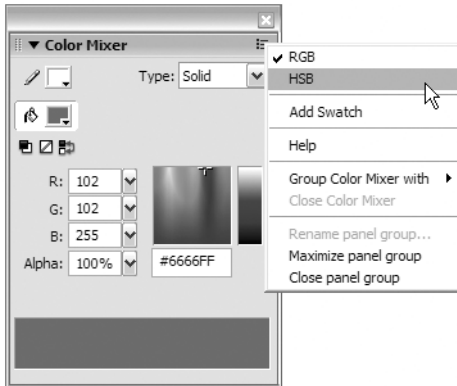 Color Mixer
Type: Solid
R: 102
G: 102
B: 255
Alpha: 100%
#6666FF
RGB
HSB
Add Swatch
Help
Group Color Mixer with
Close Color Mixer
Rename panel group...
Maximize panel group
Close panel group